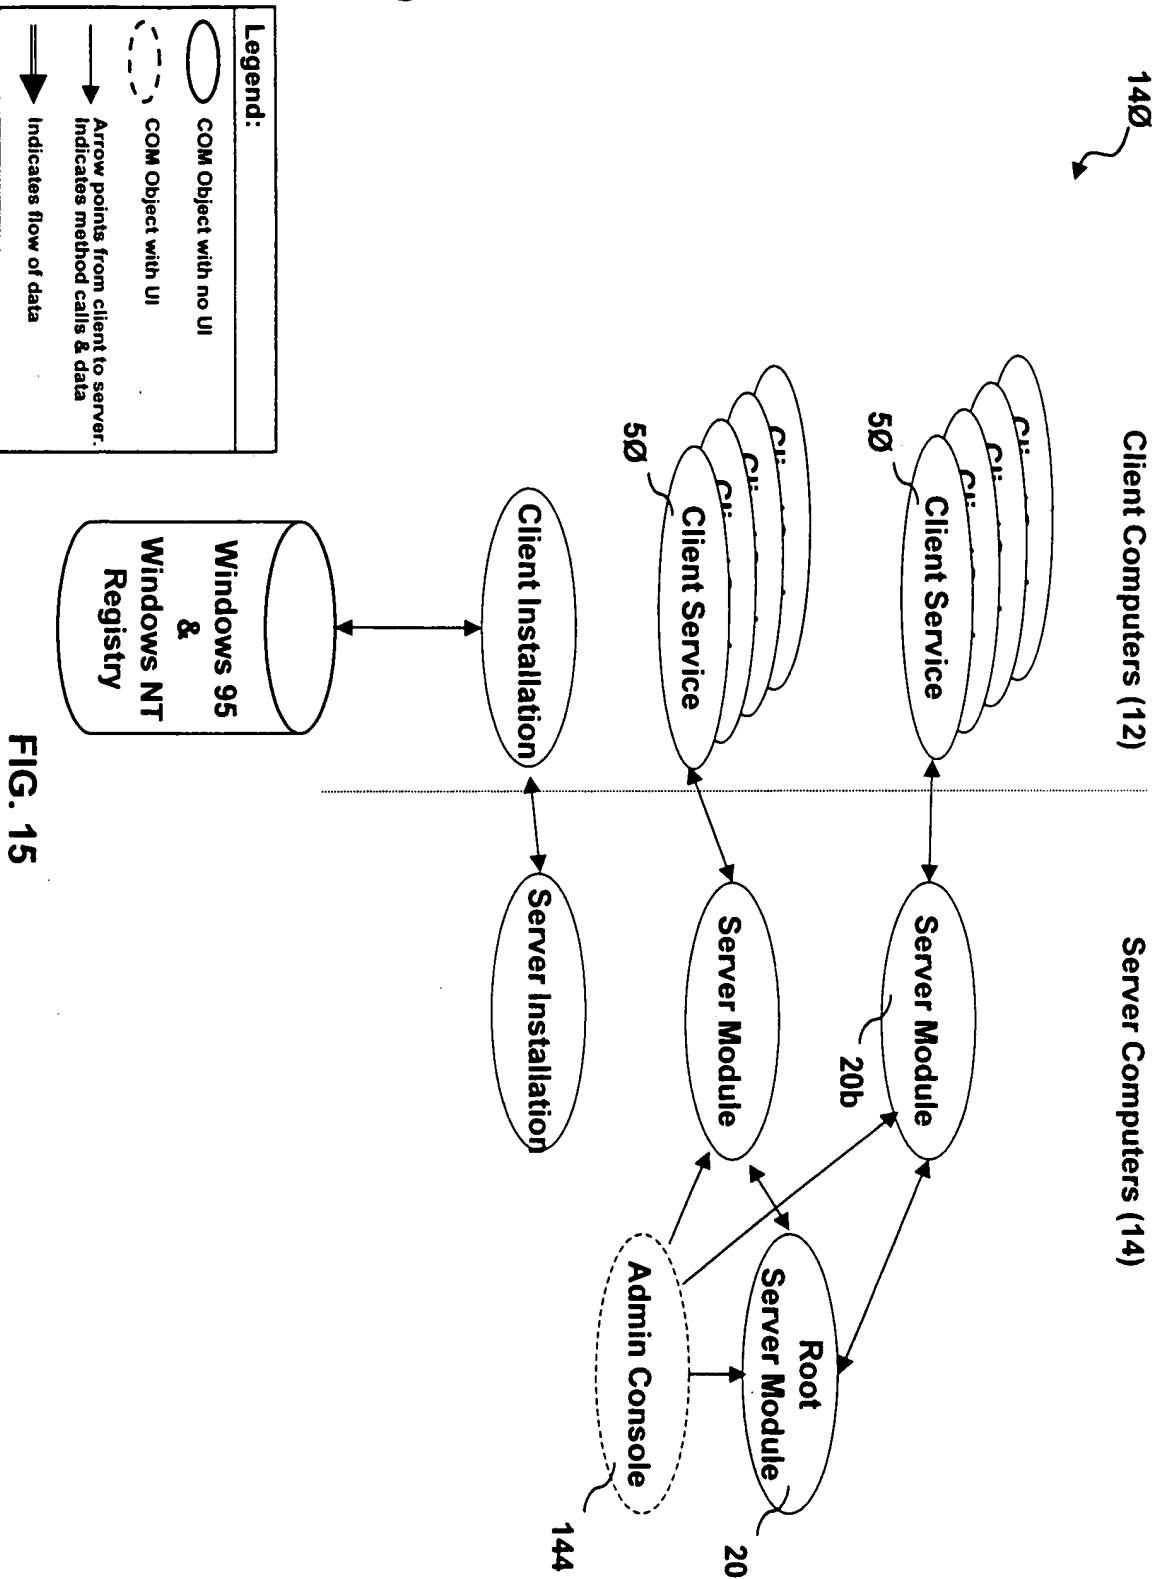 140
Client Computers (12)
Server Computers (14)
Client Service
50
Server Module
20b
Client Service
50
Server Module
Root
Server Module
20
Admin Console
144
Client Installation
Server Installation
Windows 95
&
Windows NT
Registry
Legend:
COM Object with no UI
COM Object with UI
Arrow points from client to server.
Indicates method calls & data
Indicates flow of data
FIG. 15